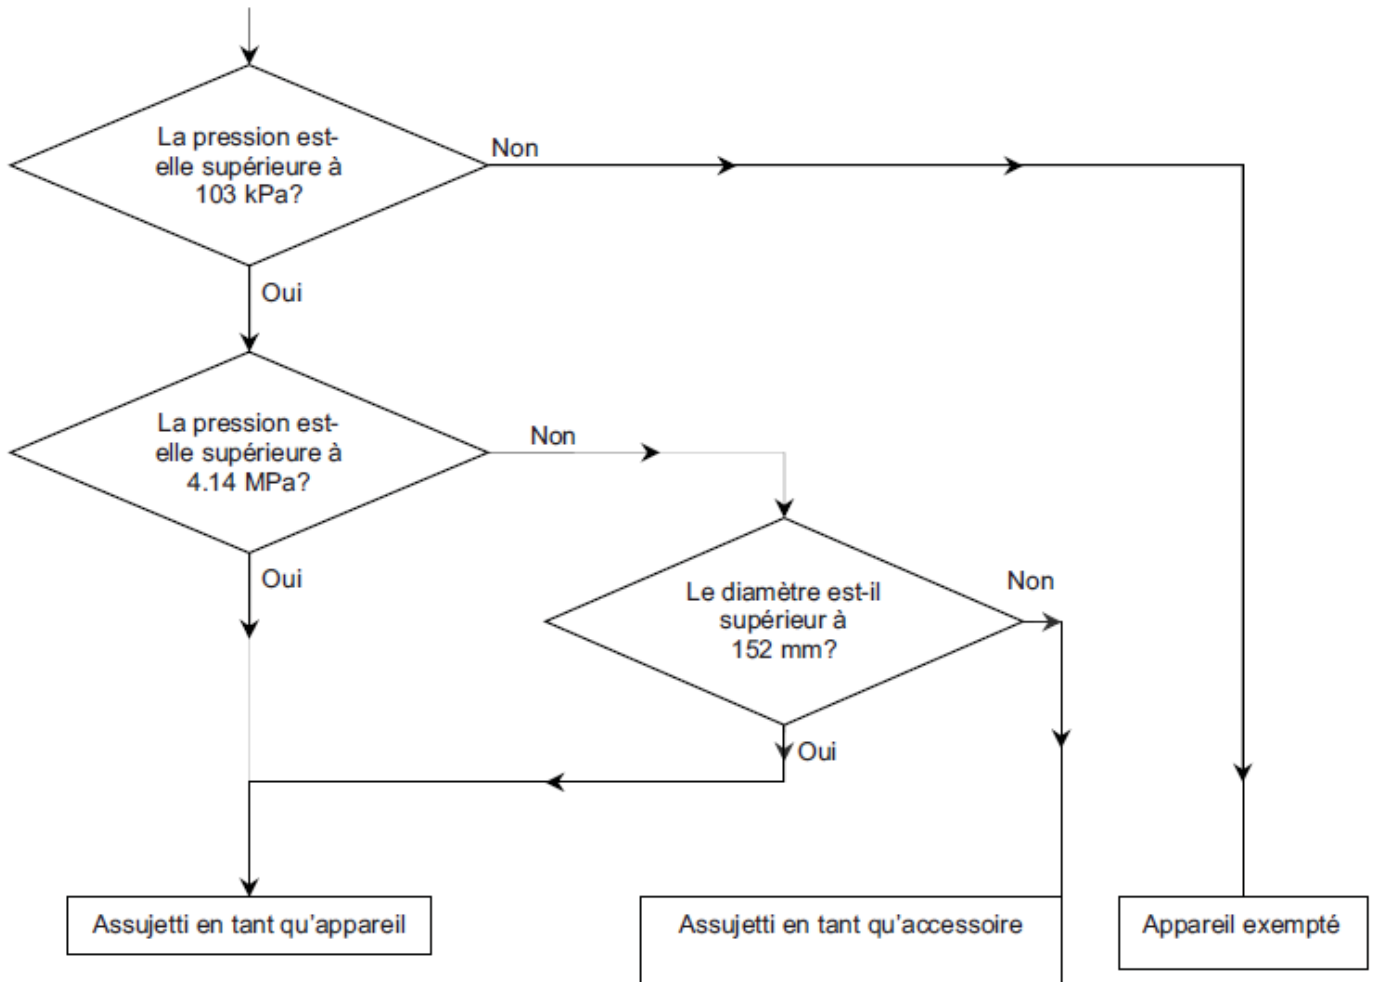 La pression est-
elle supérieure à
103 kPa?
Non
Oui
La pression est-
elle supérieure à
4.14 MPa?
Non
Oui
Le diamètre est-il
supérieur à
152 mm?
Non
Oui
Assujetti en tant qu'appareil
Assujetti en tant qu'accessoire
Appareil exempté